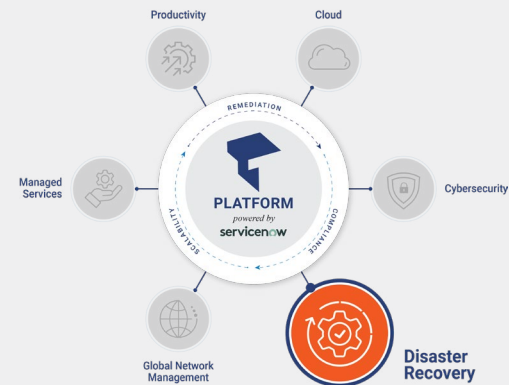 Productivity
Cloud
REMEDIATION
PLATFORM
powered by
servicenow
SCALABILITY
COMPLIANCE
Managed
Services
Cybersecurity
Global Network
Management
Disaster
Recovery